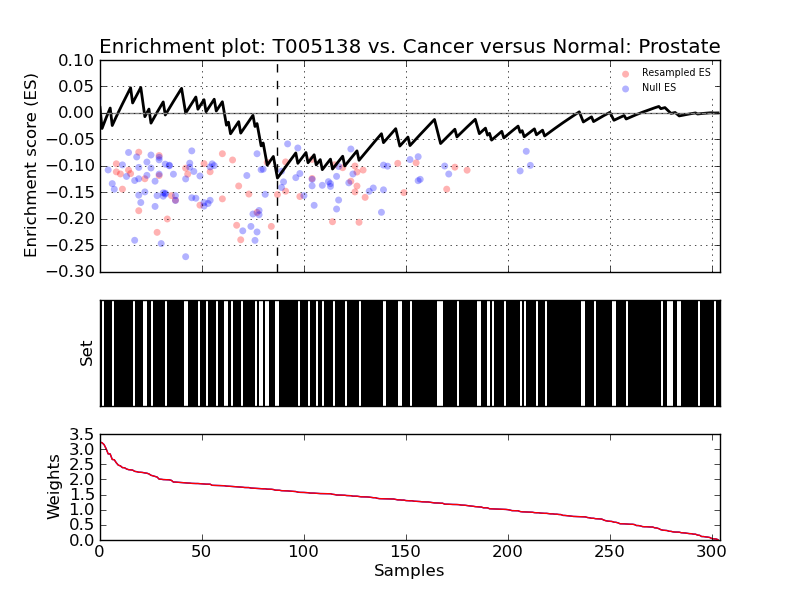 Enrichment plot: T005138 vs. Cancer versus Normal: Prostate
Enrichment score (ES)
0.10
0.05
0.00
−0.05
−0.10
−0.15
−0.20
−0.25
−0.30
Resampled ES
Null ES
Set
Weights
3.5
3.0
2.5
2.0
1.5
1.0
0.5
0.0
0 50 100 150 200 250 300
Samples